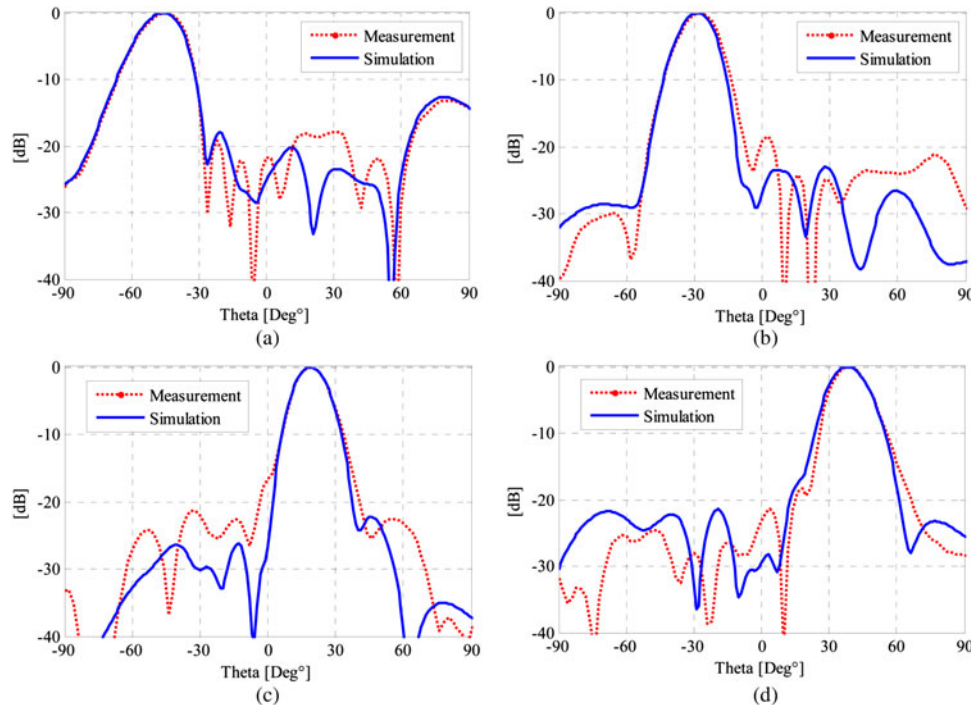 0
-10
-20
-30
-40
[dB]
Measurement
Simulation
-90
-60
-30
0
30
60
90
Theta [Deg°]
(a)
0
-10
-20
-30
-40
[dB]
Measurement
Simulation
-90
-60
-30
0
30
60
90
Theta [Deg°]
(b)
0
-10
-20
-30
-40
[dB]
Measurement
Simulation
-90
-60
-30
0
30
60
90
Theta [Deg°]
(c)
0
-10
-20
-30
-40
[dB]
Measurement
Simulation
-90
-60
-30
0
30
60
90
Theta [Deg°]
(d)